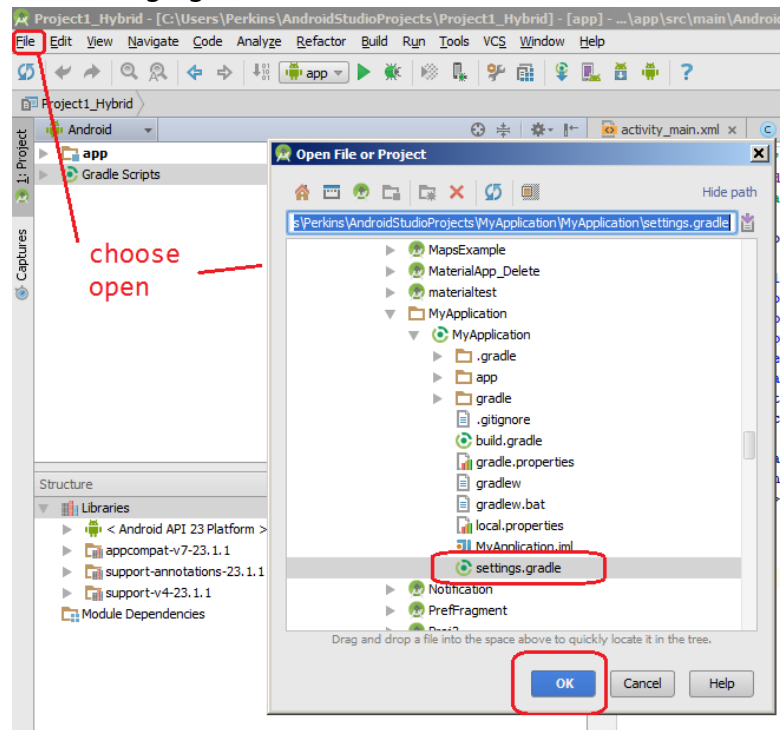 Project1_Hybrid - [C:\Users\Perkins\AndroidStudioProjects\Project1_Hybrid] - [app] - ...\app\src\main\Android
File Edit View Navigate Code Analyze Refactor Build Run Tools VCS Window Help
app
Project1_Hybrid
Android
activity_main.xml
1: Project
Captures
app
Gradle Scripts
choose
open
Open File or Project
Hide path
s\Perkins\AndroidStudioProjects\MyApplication\MyApplication\settings.gradle
MapsExample
MaterialApp_Delete
materialtest
MyApplication
MyApplication
.gradle
app
gradle
.gitignore
build.gradle
gradle.properties
gradlew
gradlew.bat
local.properties
MyApplication.iml
settings.gradle
Notification
PrefFragment
Drag and drop a file into the space above to quickly locate it in the tree.
OK Cancel Help
Structure
Libraries
< Android API 23 Platform >
appcompat-v7-23.1.1
support-annotations-23.1.1
support-v4-23.1.1
Module Dependencies